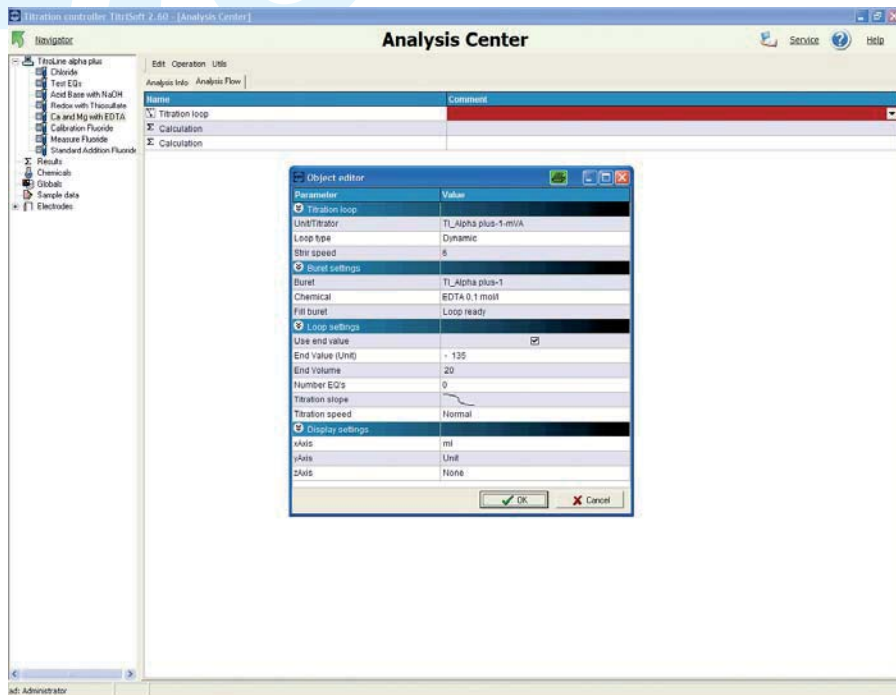 Titration controller TitrSoft 2.60 - [Analysis Center]
Navigator
Analysis Center
Service
Help
TitroLine alpha plus
Chloride
Test EQs
Acid Base with NaOH
Redox with Thiosulfate
Ca and Mg with EDTA
Calibration Fluoride
Measure Fluoride
Standard Addition Fluoride
Results
Chemicals
Globals
Sample data
Electrodes
Edit Operation Utils
Analysis Info Analysis Flow
Name Comment
Titration loop
Σ Calculation
Σ Calculation
Object editor
Parameter Value
Titration loop
Unit/Titrator TI_Alpha plus-1-mV/A
Loop type Dynamic
Strir speed 6
Buret settings
Buret TI_Alpha plus-1
Chemical EDTA 0,1 mol/l
Fill buret Loop ready
Loop settings
Use end value
End Value (Unit) - 135
End Volume 20
Number EQ's 0
Titration slope
Titration speed Normal
Display settings
xAxis ml
yAxis Unit
zAxis None
OK Cancel
ad: Administrator